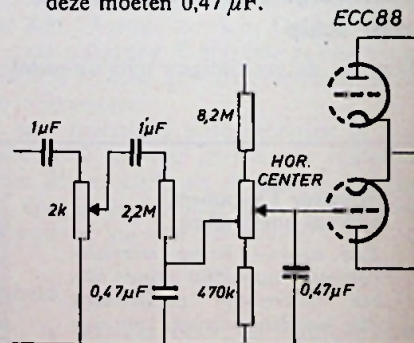 deze moeten 0,47 µF.
ECC88
8,2M
1µF
1µF
HOR.
CENTER
2k
2,2M
0,47µF
470k
0,47µF